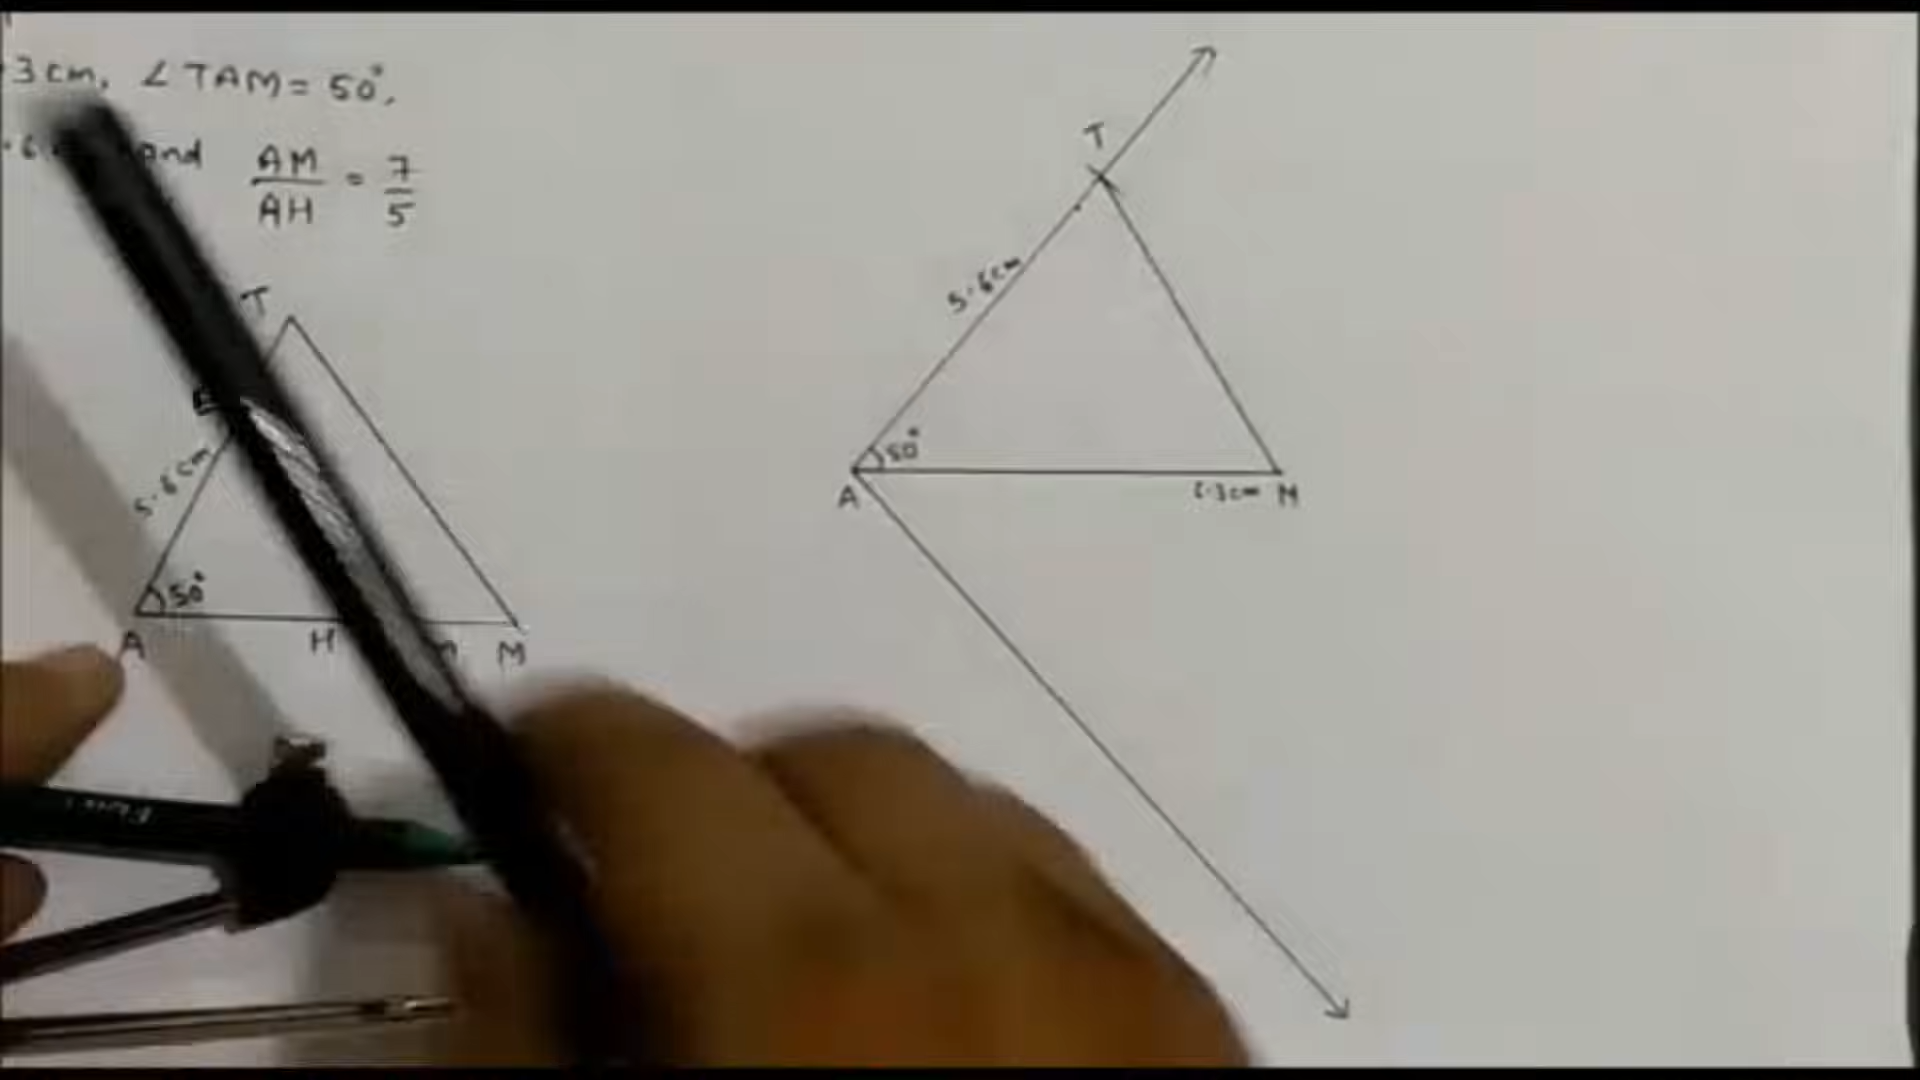 3 cm, ∠TAM = 50°,
and AM/AH = 7/5
T
5.6 cm
50°
A H M
T
5.6 cm
50°
A 6.3 cm M